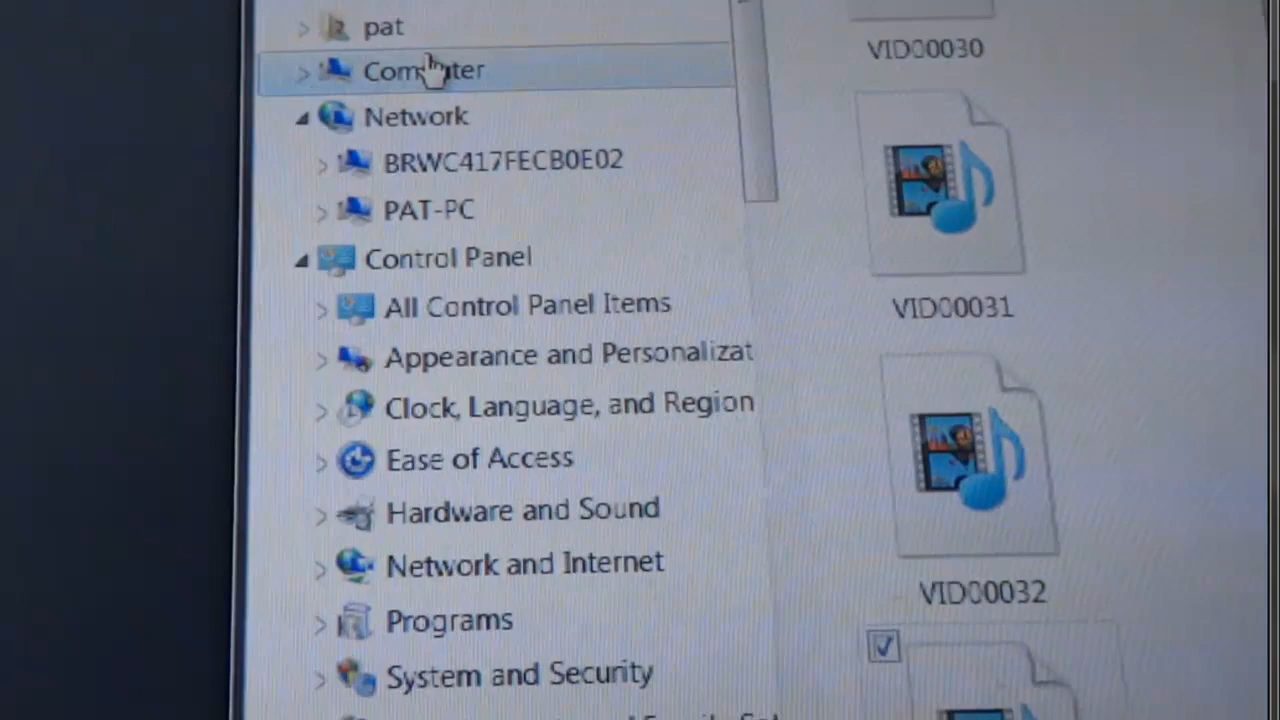 pat
Computer
Network
BRWC417FECB0E02
PAT-PC
Control Panel
All Control Panel Items
Appearance and Personalizat
Clock, Language, and Region
Ease of Access
Hardware and Sound
Network and Internet
Programs
System and Security
VID00030
VID00031
VID00032